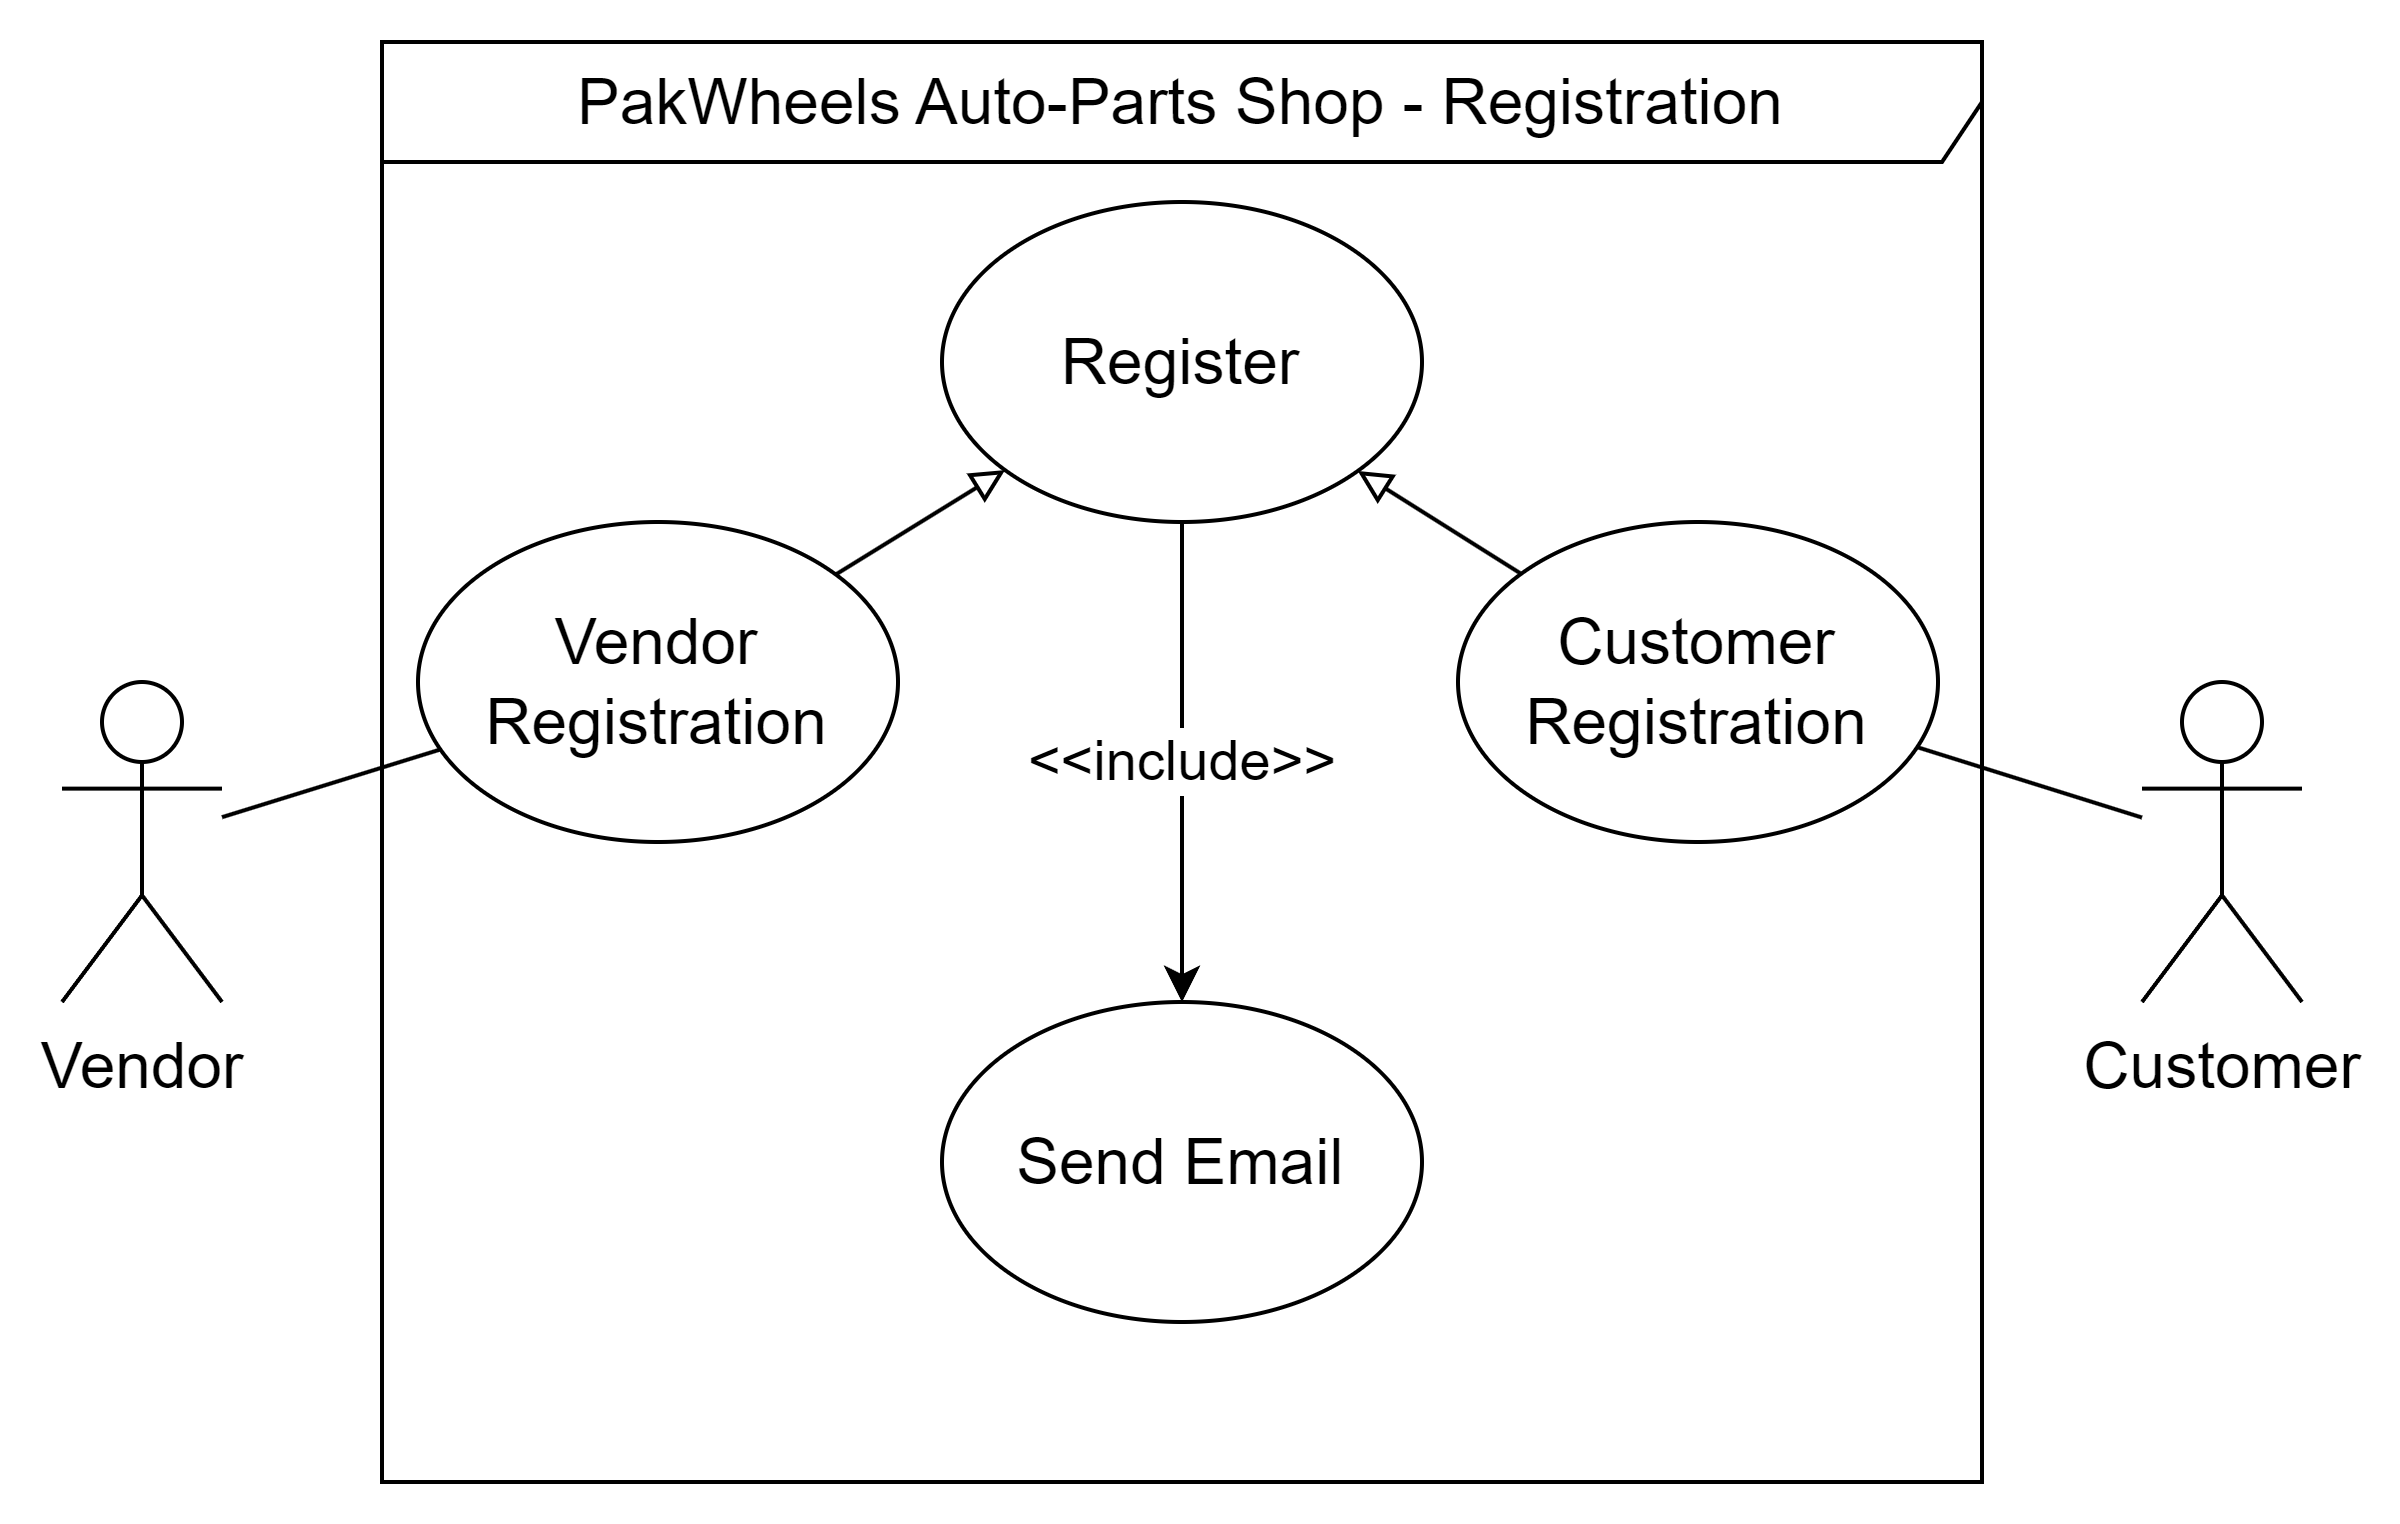 PakWheels Auto-Parts Shop - Registration
Register
Vendor
Registration
Customer
Registration
<<include>>
Vendor
Customer
Send Email